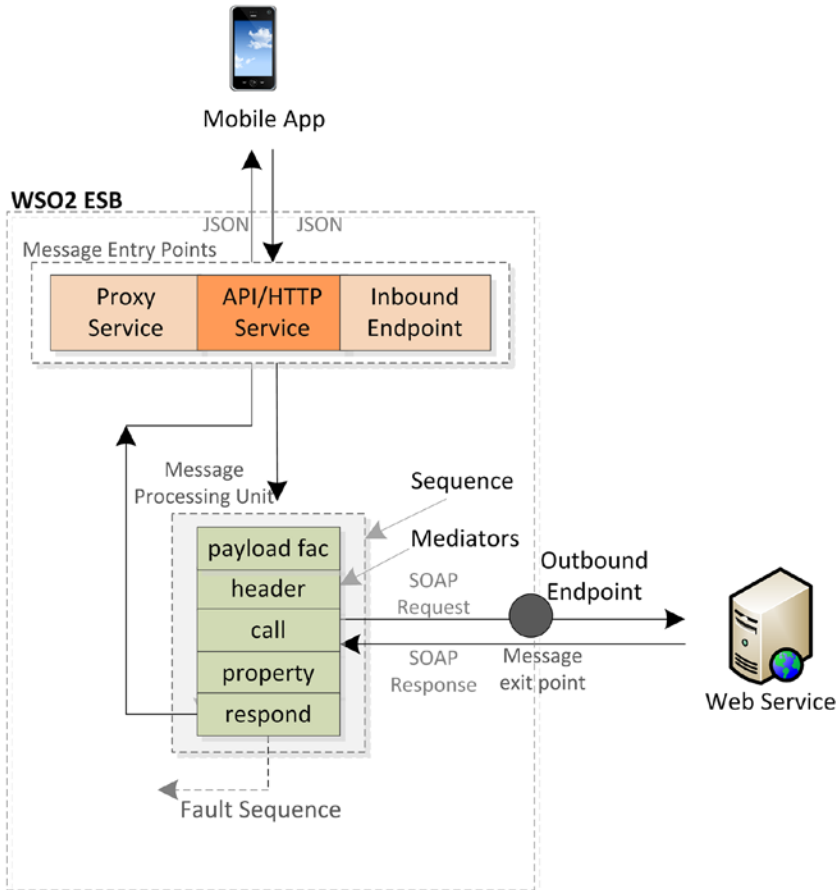 Mobile App
WSO2 ESB
JSON
JSON
Message Entry Points
Proxy
Service
API/HTTP
Service
Inbound
Endpoint
Message
Processing Unit
Sequence
Mediators
payload fac
header
call
property
respond
SOAP
Request
Outbound
Endpoint
SOAP
Response
Message
exit point
Web Service
Fault Sequence